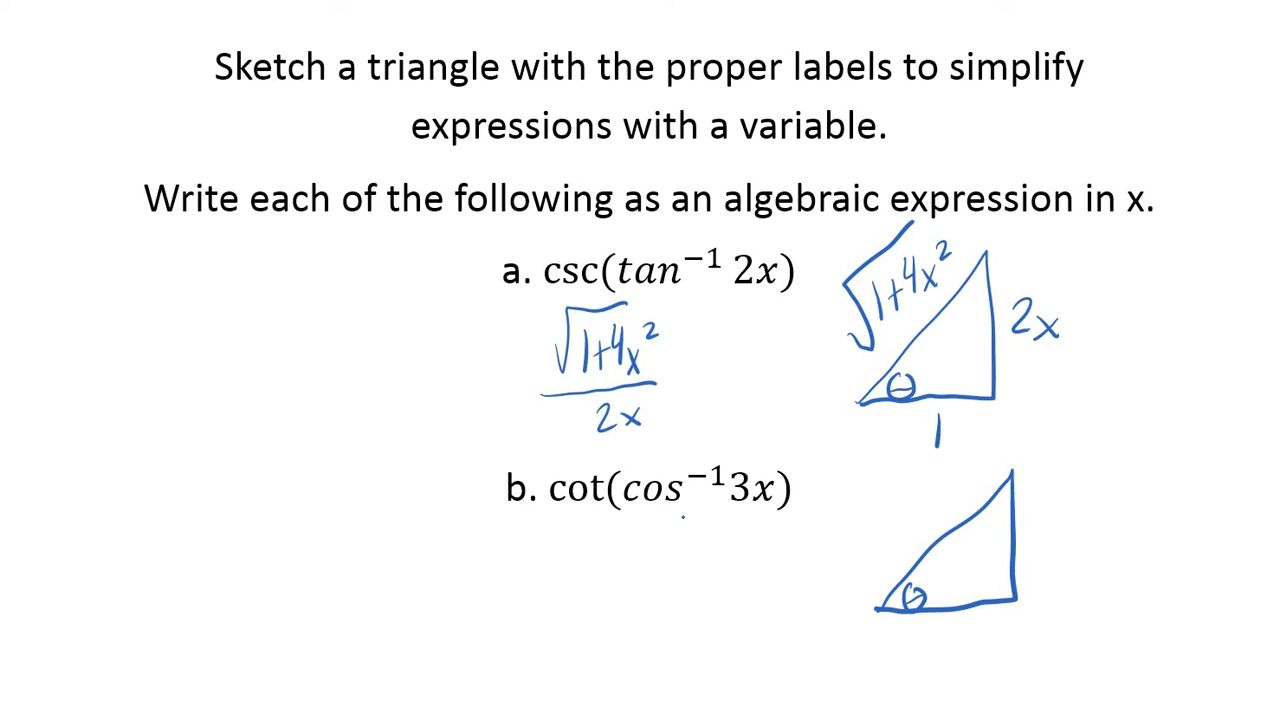 Sketch a triangle with the proper labels to simplify
expressions with a variable.
Write each of the following as an algebraic expression in x.
a. csc(tan⁻¹ 2x)
√1+4x²
2x
√1+4x²
2x
θ
1
b. cot(cos⁻¹3x)
θ